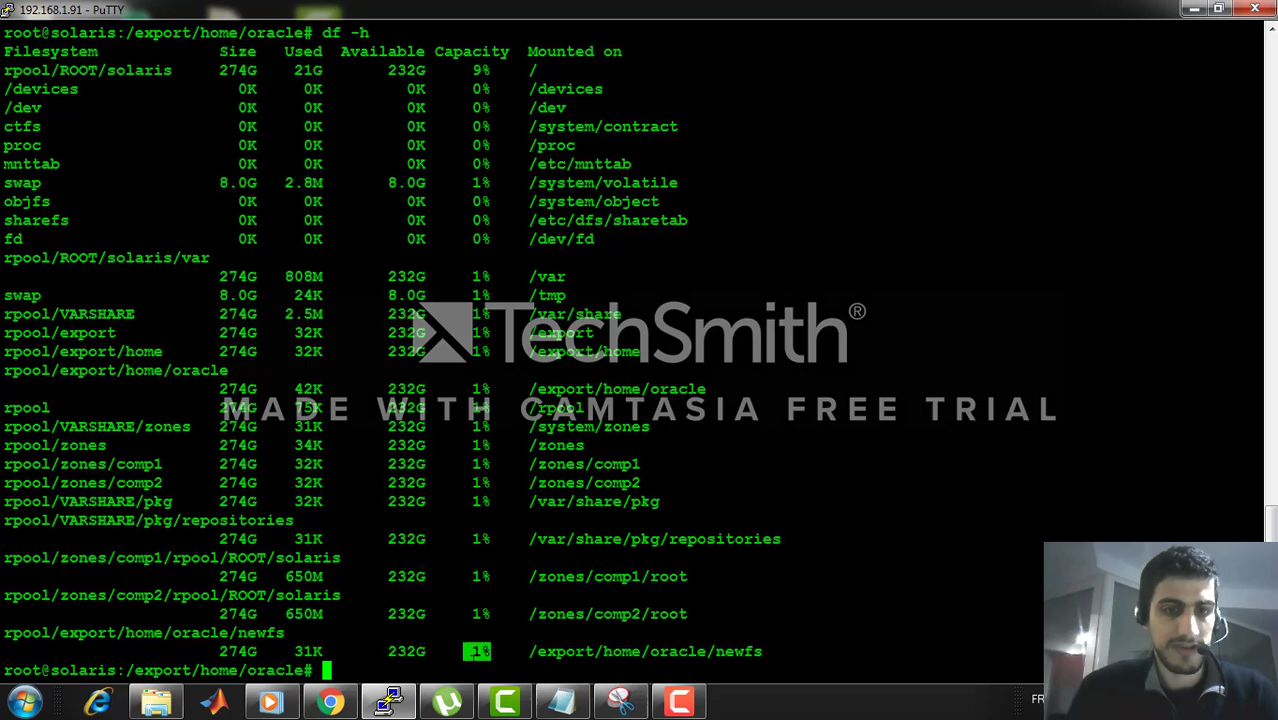 192.168.1.91 - PuTTY
root@solaris:/export/home/oracle# df -h
Filesystem Size Used Available Capacity Mounted on
rpool/ROOT/solaris 274G 21G 232G 9% /
/devices 0K 0K 0K 0% /devices
/dev 0K 0K 0K 0% /dev
ctfs 0K 0K 0K 0% /system/contract
proc 0K 0K 0K 0% /proc
mnttab 0K 0K 0K 0% /etc/mnttab
swap 8.0G 2.8M 8.0G 1% /system/volatile
objfs 0K 0K 0K 0% /system/object
sharefs 0K 0K 0K 0% /etc/dfs/sharetab
fd 0K 0K 0K 0% /dev/fd
rpool/ROOT/solaris/var
274G 808M 232G 1% /var
swap 8.0G 24K 8.0G 1% /tmp
rpool/VARSHARE 274G 2.5M 232G 1% /var/share
rpool/export 274G 32K 232G 1% /export
rpool/export/home 274G 32K 232G 1% /export/home
TechSmith®
rpool/export/home/oracle
274G 42K 232G 1% /export/home/oracle
rpool 274G 75K 232G 1% /rpool
MADE WITH CAMTASIA FREE TRIAL
rpool/VARSHARE/zones 274G 31K 232G 1% /system/zones
rpool/zones 274G 34K 232G 1% /zones
rpool/zones/comp1 274G 32K 232G 1% /zones/comp1
rpool/zones/comp2 274G 32K 232G 1% /zones/comp2
rpool/VARSHARE/pkg 274G 32K 232G 1% /var/share/pkg
rpool/VARSHARE/pkg/repositories
274G 31K 232G 1% /var/share/pkg/repositories
rpool/zones/comp1/rpool/ROOT/solaris
274G 650M 232G 1% /zones/comp1/root
rpool/zones/comp2/rpool/ROOT/solaris
274G 650M 232G 1% /zones/comp2/root
rpool/export/home/oracle/newfs
274G 31K 232G 1% /export/home/oracle/newfs
root@solaris:/export/home/oracle#
FR